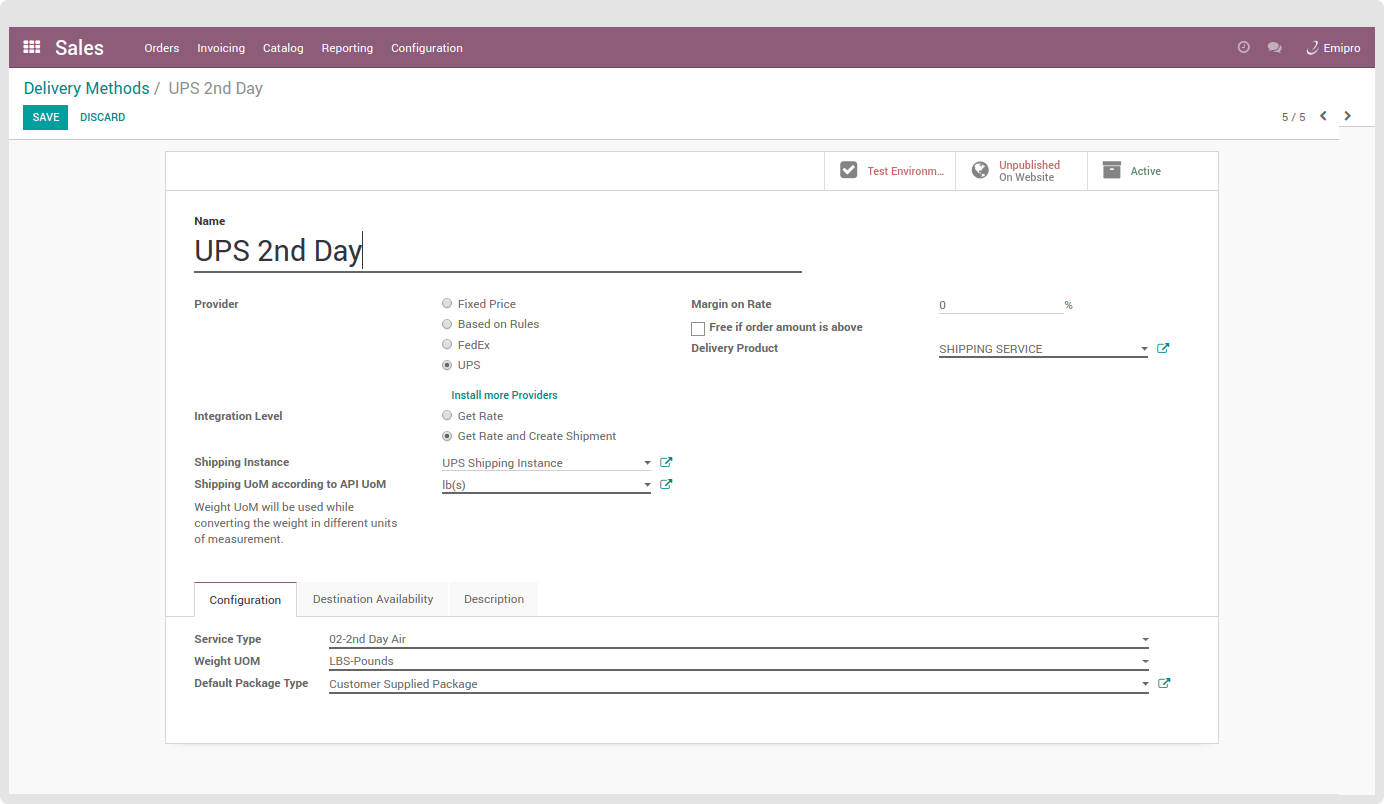 Sales Orders Invoicing Catalog Reporting Configuration Emipro
Delivery Methods / UPS 2nd Day
SAVE DISCARD 5 / 5
Test Environm... Unpublished On Website Active
Name
UPS 2nd Day
Provider
Fixed Price
Based on Rules
FedEx
UPS
Install more Providers
Integration Level
Get Rate
Get Rate and Create Shipment
Shipping Instance UPS Shipping Instance
Shipping UoM according to API UoM lb(s)
Weight UoM will be used while
converting the weight in different units
of measurement.
Margin on Rate 0 %
Free if order amount is above
Delivery Product SHIPPING SERVICE
Configuration Destination Availability Description
Service Type 02-2nd Day Air
Weight UOM LBS-Pounds
Default Package Type Customer Supplied Package